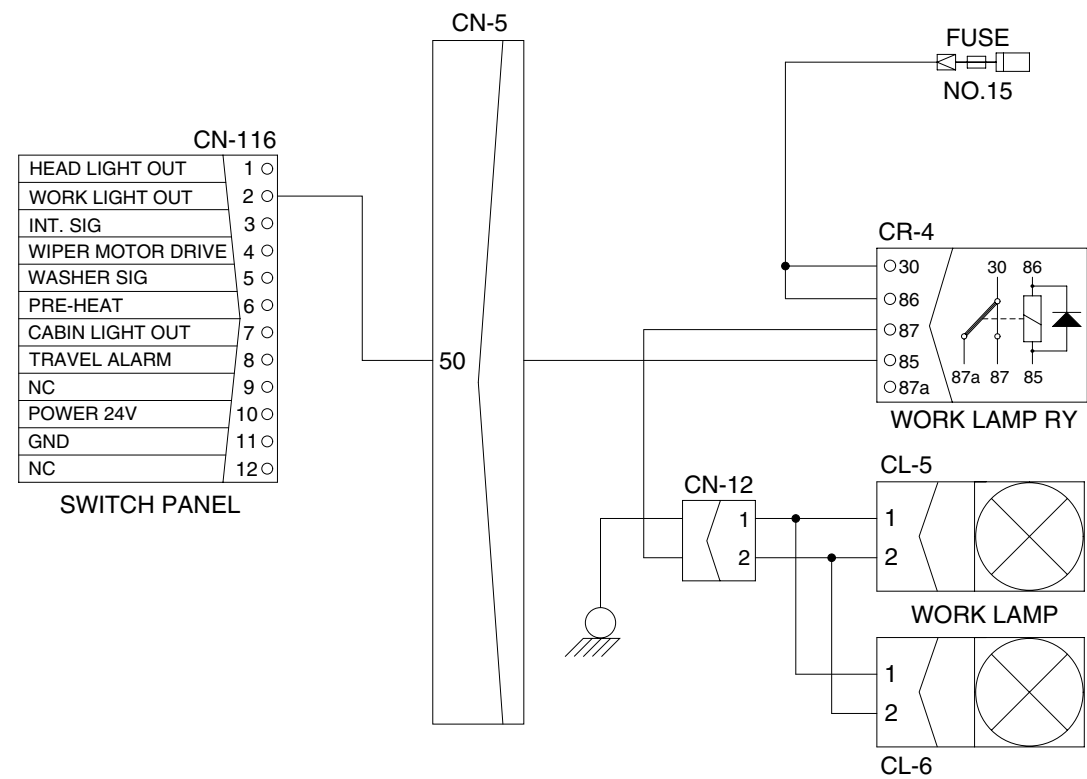 CN-5
FUSE
NO.15
CN-116
HEAD LIGHT OUT 1
WORK LIGHT OUT 2
INT. SIG 3
WIPER MOTOR DRIVE 4
WASHER SIG 5
PRE-HEAT 6
CABIN LIGHT OUT 7
TRAVEL ALARM 8
NC 9
POWER 24V 10
GND 11
NC 12
SWITCH PANEL
50
CR-4
30
86
87
85
87a
30 86
87a 87 85
WORK LAMP RY
CN-12
1
2
CL-5
1
2
WORK LAMP
1
2
CL-6